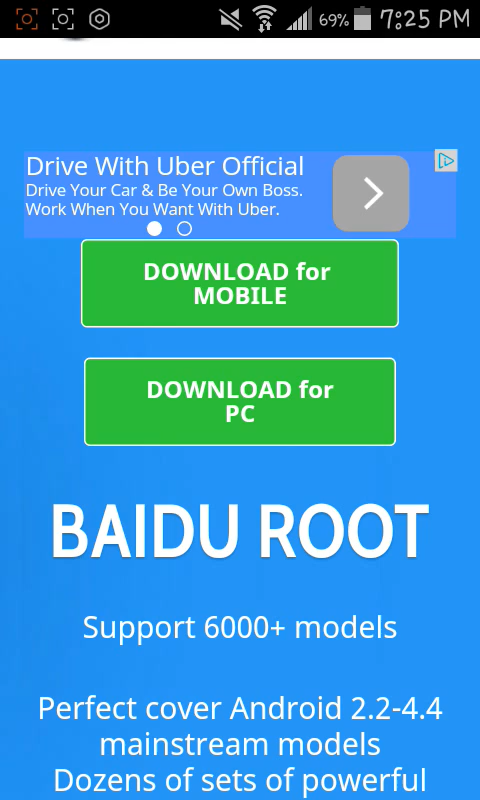 69% 7:25 PM
Drive With Uber Official
Drive Your Car & Be Your Own Boss.
Work When You Want With Uber.
DOWNLOAD for
MOBILE
DOWNLOAD for
PC
BAIDU ROOT
Support 6000+ models
Perfect cover Android 2.2-4.4
mainstream models
Dozens of sets of powerful